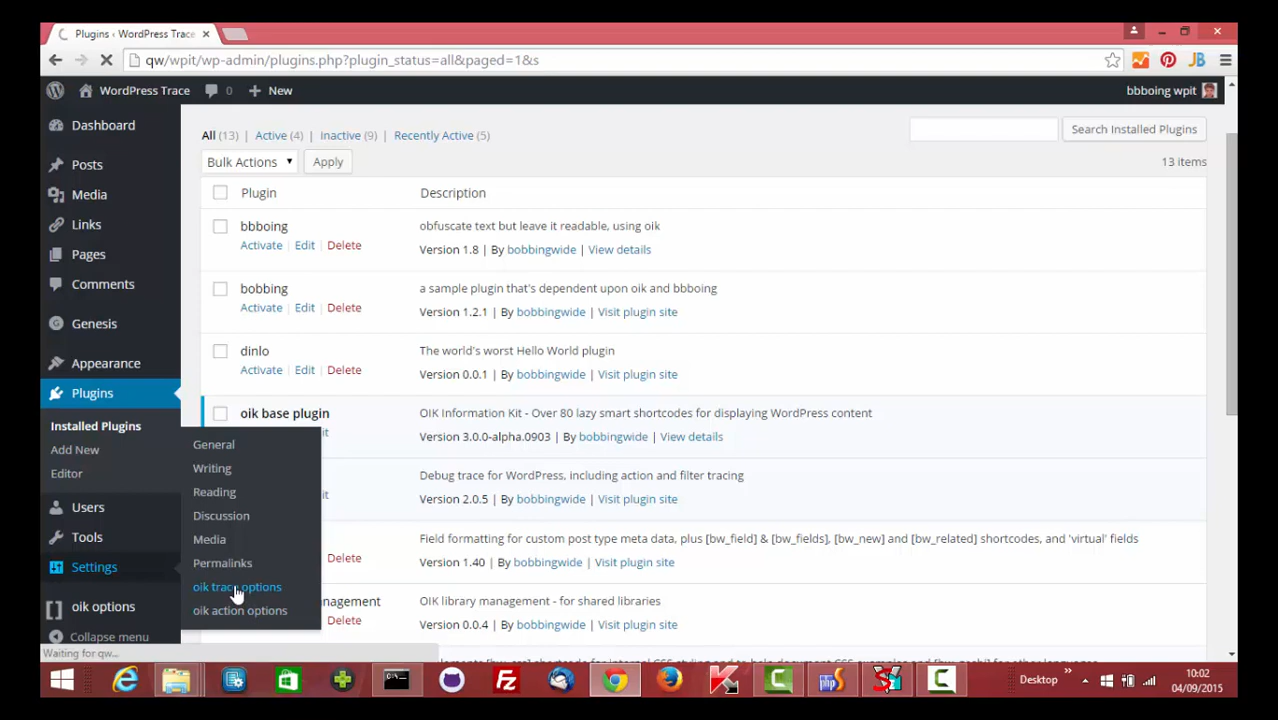 Plugins ‹ WordPress Trace
qw/wpit/wp-admin/plugins.php?plugin_status=all&paged=1&s
WordPress Trace 0 New bbboing wpit
Dashboard
Posts
Media
Links
Pages
Comments
Genesis
Appearance
Plugins
Installed Plugins
Add New
Editor
Users
Tools
Settings
oik options
Collapse menu
General
Writing
Reading
Discussion
Media
Permalinks
oik trace options
oik action options
All (13) | Active (4) | Inactive (9) | Recently Active (5)
Search Installed Plugins
Bulk Actions Apply 13 items
Plugin Description
bbboing obfuscate text but leave it readable, using oik
Activate | Edit | Delete Version 1.8 | By bobbingwide | View details
bobbing a sample plugin that's dependent upon oik and bbboing
Activate | Edit | Delete Version 1.2.1 | By bobbingwide | Visit plugin site
dinlo The world's worst Hello World plugin
Activate | Edit | Delete Version 0.0.1 | By bobbingwide | Visit plugin site
oik base plugin OIK Information Kit - Over 80 lazy smart shortcodes for displaying WordPress content
Version 3.0.0-alpha.0903 | By bobbingwide | View details
Debug trace for WordPress, including action and filter tracing
Version 2.0.5 | By bobbingwide | Visit plugin site
Field formatting for custom post type meta data, plus [bw_field] & [bw_fields], [bw_new] and [bw_related] shortcodes, and 'virtual' fields
Delete Version 1.40 | By bobbingwide | Visit plugin site
OIK library management - for shared libraries
Delete Version 0.0.4 | By bobbingwide | Visit plugin site
Waiting for qw...
Desktop
10:02
04/09/2015